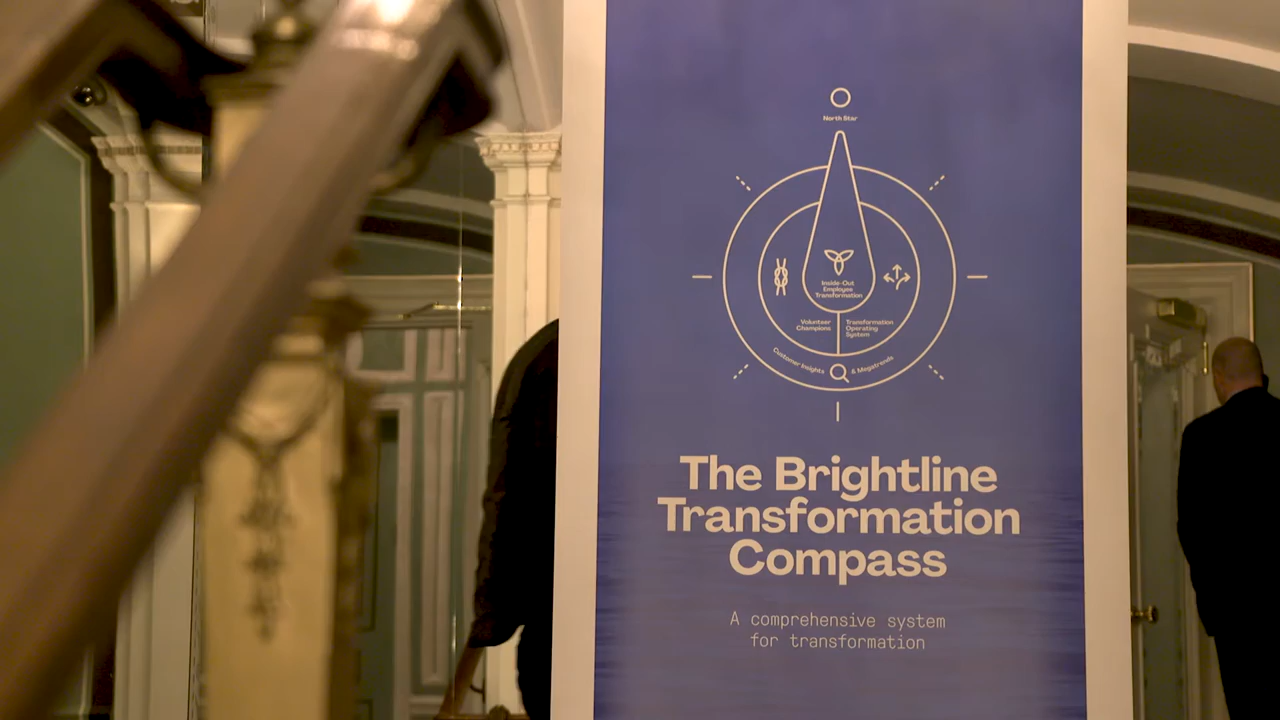 North Star
Inside-Out
Employee
Transformation
Volunteer
Champions
Transformation
Operating
System
Customer Insights & Megatrends
The Brightline
Transformation
Compass
A comprehensive system
for transformation